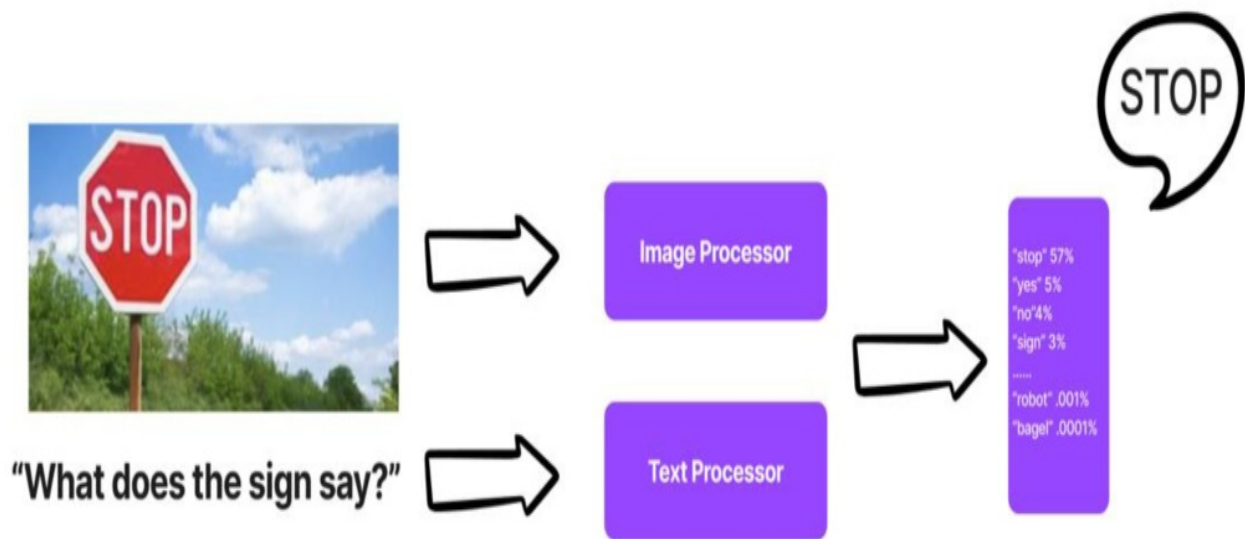 STOP
STOP
Image Processor
"stop" 57%
"yes" 5%
"no"4%
"sign" 3%
......
"robot" .001%
"bagel" .0001%
“What does the sign say?”
Text Processor